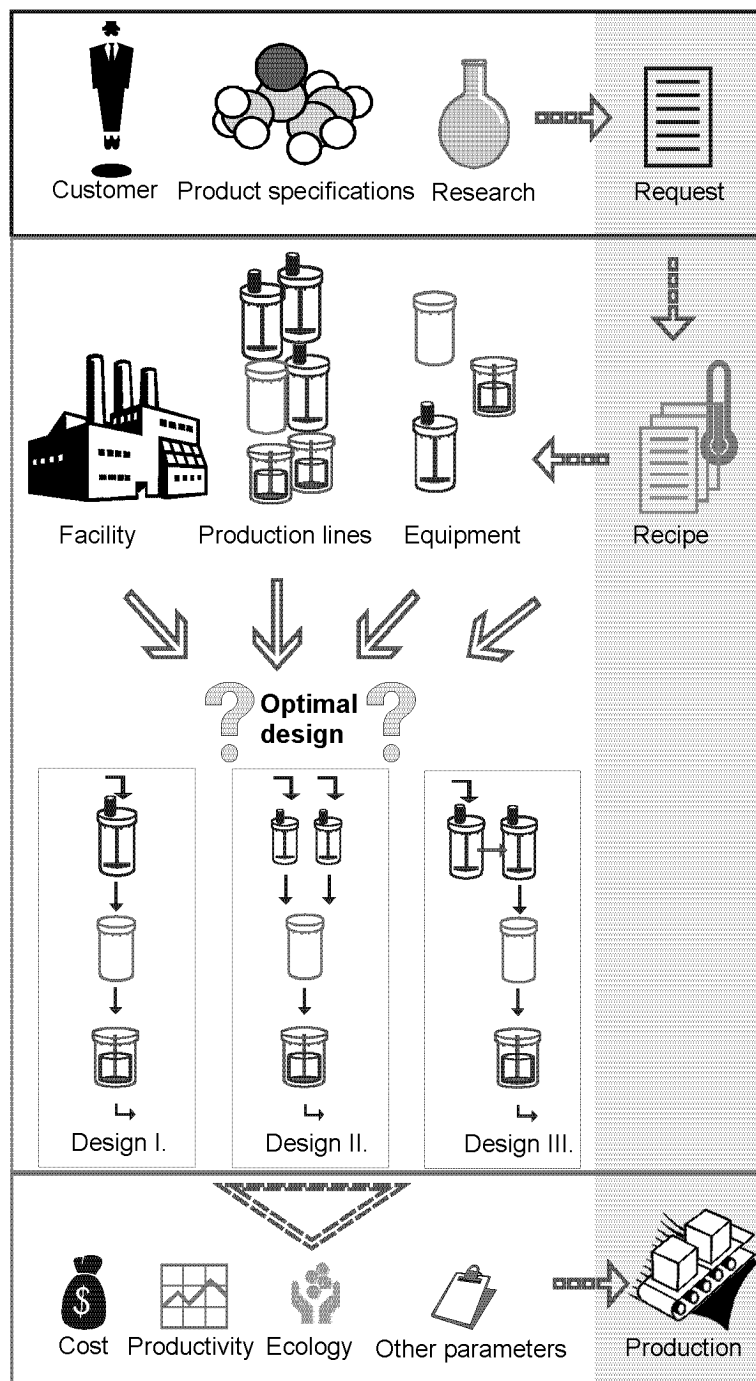 Customer
Product specifications
Research
Request
Facility
Production lines
Equipment
Recipe
? Optimal ?
design
Design I.
Design II.
Design III.
$
Cost
Productivity
Ecology
Other parameters
Production